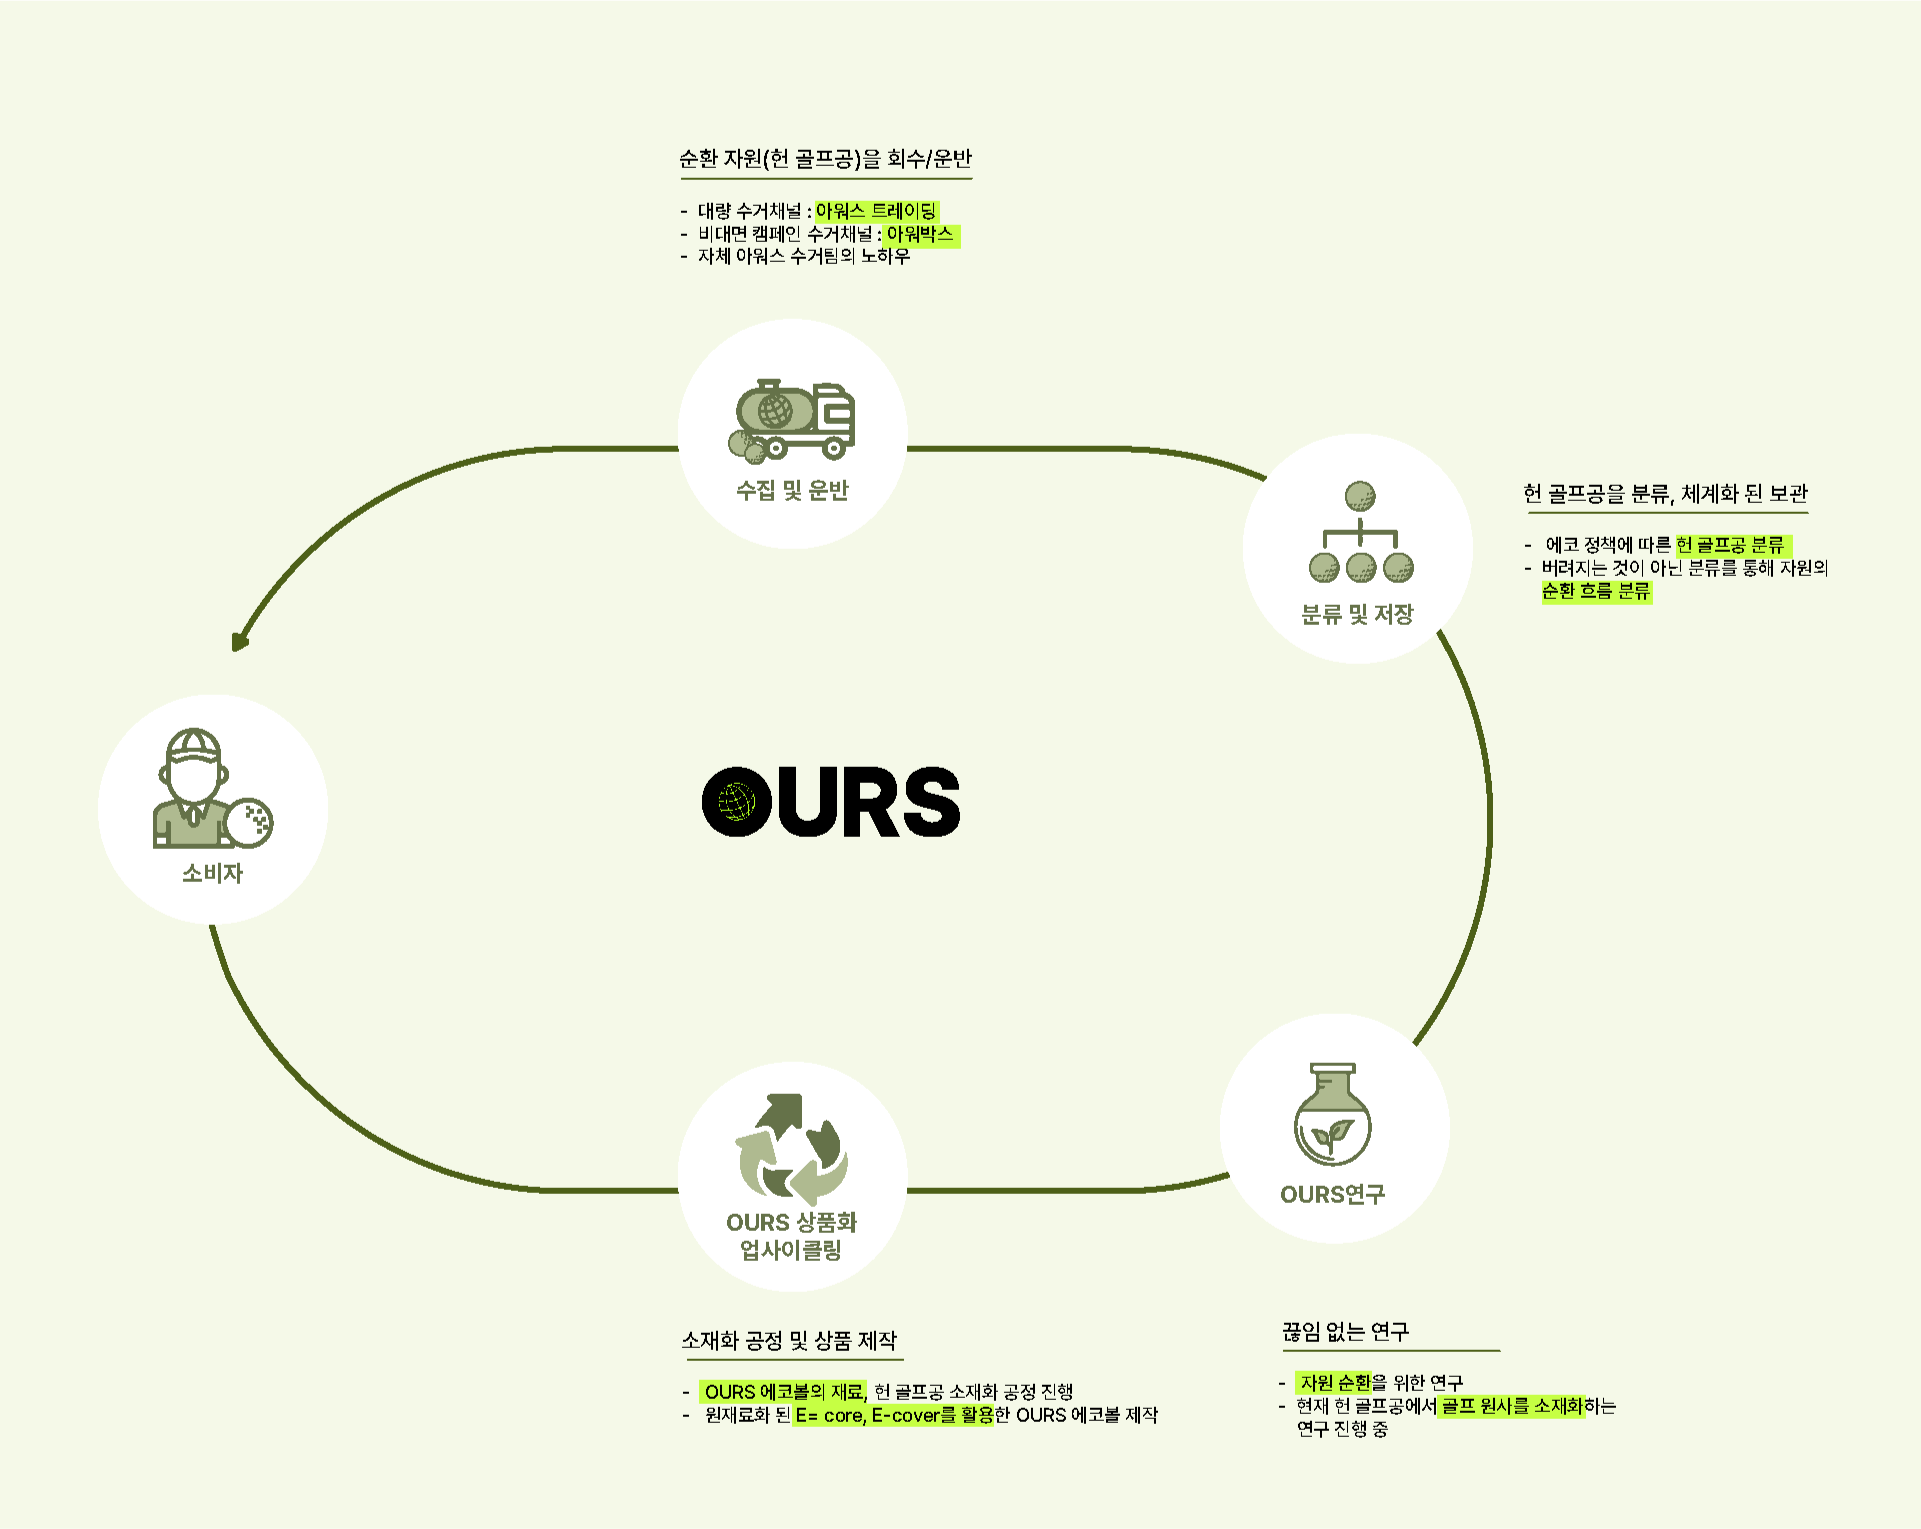 순환 자원(헌 골프공)을 회수/운반
- 대량 수거채널 : 아워스 트레이딩
- 비대면 캠페인 수거채널 : 아워박스
- 자체 아워스 수거팀의 노하우
수집 및 운반
헌 골프공을 분류, 체계화 된 보관
- 에코 정책에 따른 헌 골프공 분류
- 버려지는 것이 아닌 분류를 통해 자원의
순환 흐름 분류
분류 및 저장
OURS
소비자
OURS연구
OURS 상품화
업사이클링
소재화 공정 및 상품 제작
- OURS 에코볼의 재료, 헌 골프공 소재화 공정 진행
- 원재료화 된 E= core, E-cover를 활용한 OURS 에코볼 제작
끊임 없는 연구
- 자원 순환을 위한 연구
- 현재 헌 골프공에서 골프 원사를 소재화하는
연구 진행 중